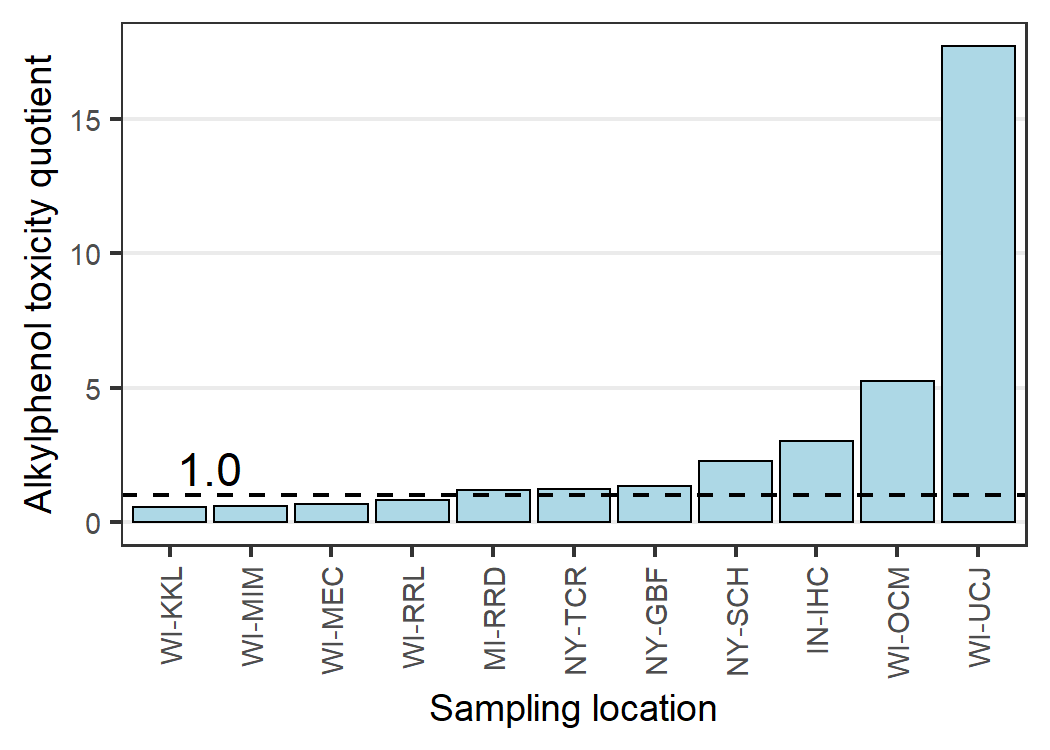 Alkylphenol toxicity quotient
15
10
5
0
1.0
WI-KKL
WI-MIM
WI-MEC
WI-RRL
MI-RRD
NY-TCR
NY-GBF
NY-SCH
IN-IHC
WI-OCM
WI-UCJ
Sampling location